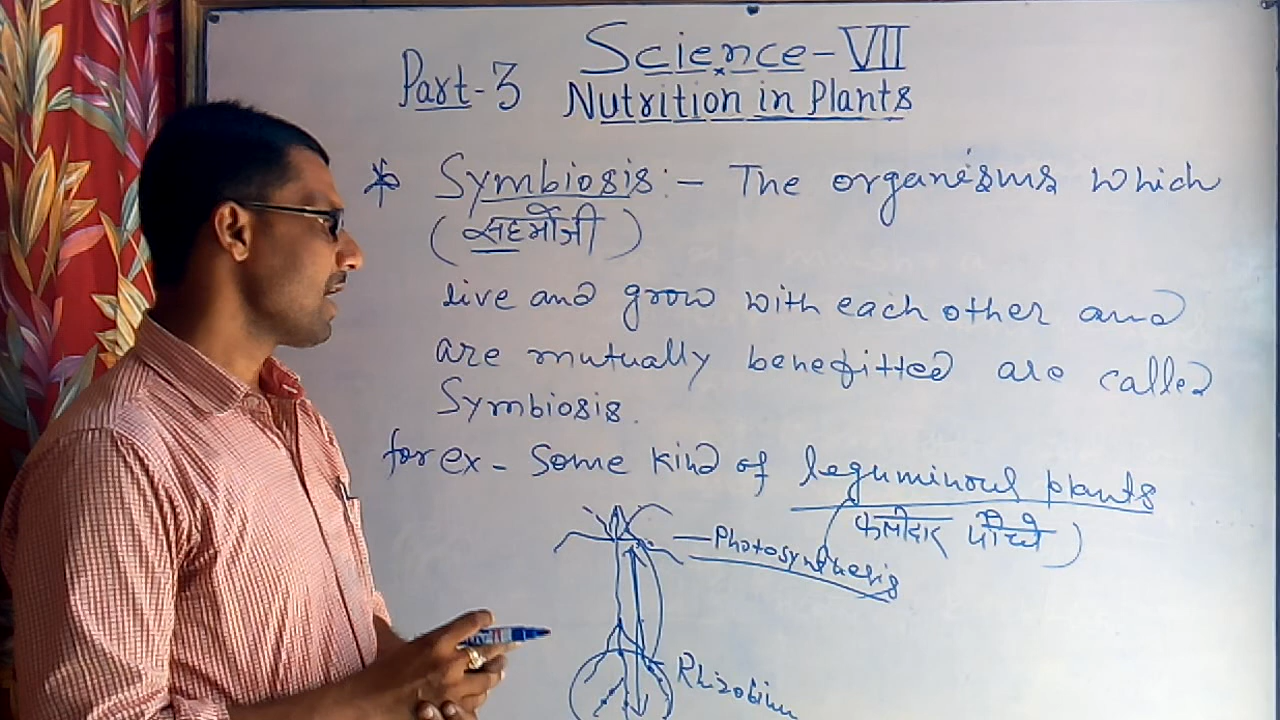 Science-VII
Part-3 Nutrition in Plants
* Symbiosis:- The organisms which
(सहभोजी)
live and grow with each other and
are mutually benefitted are called
Symbiosis.
for ex- Some kind of leguminous plants
(फलीदार पौधे)
Photosynthesis
Rhizobium